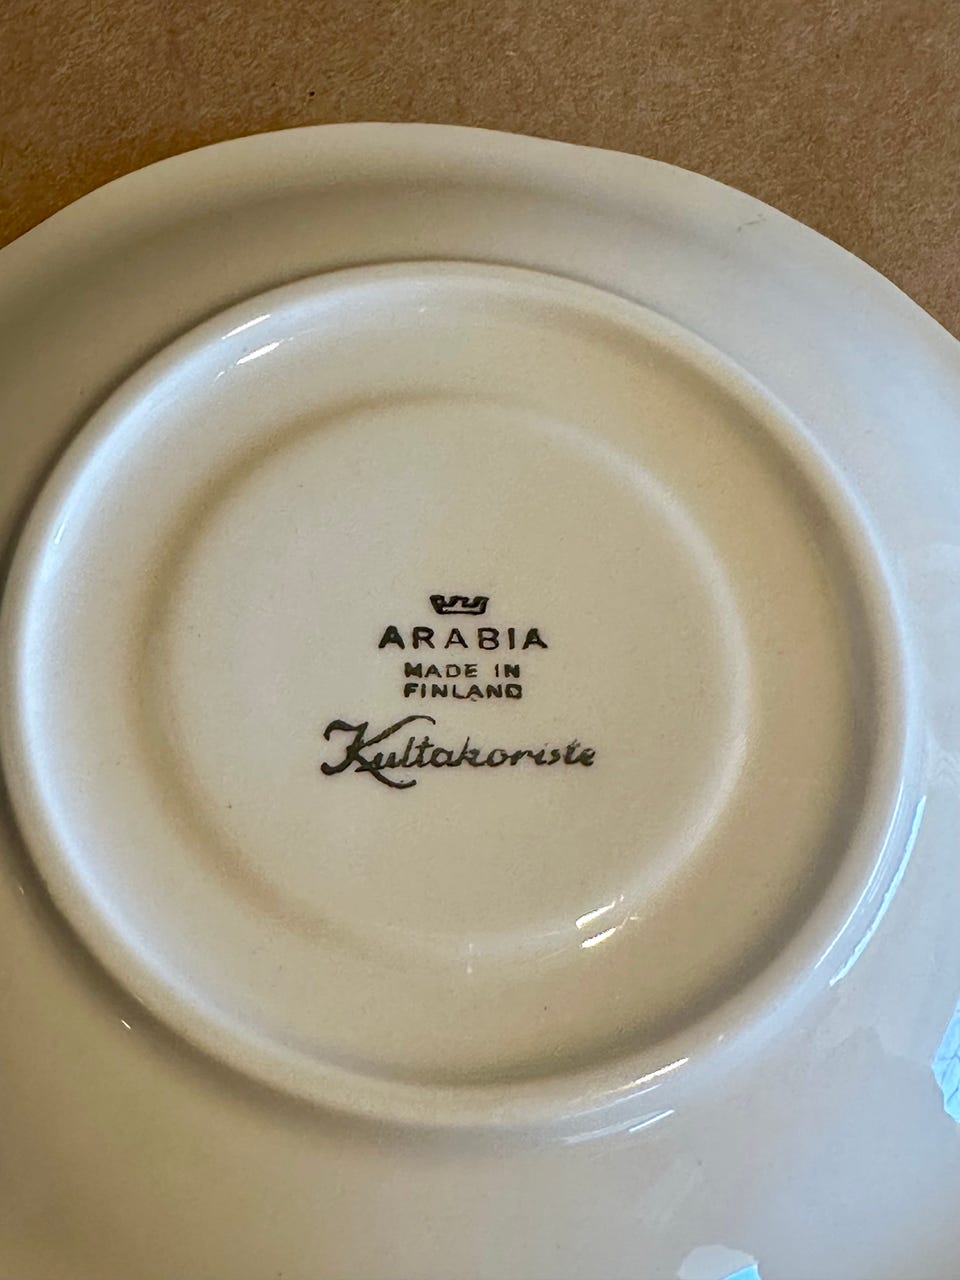 ARABIA
MADE IN
FINLAND
Kultakoriste